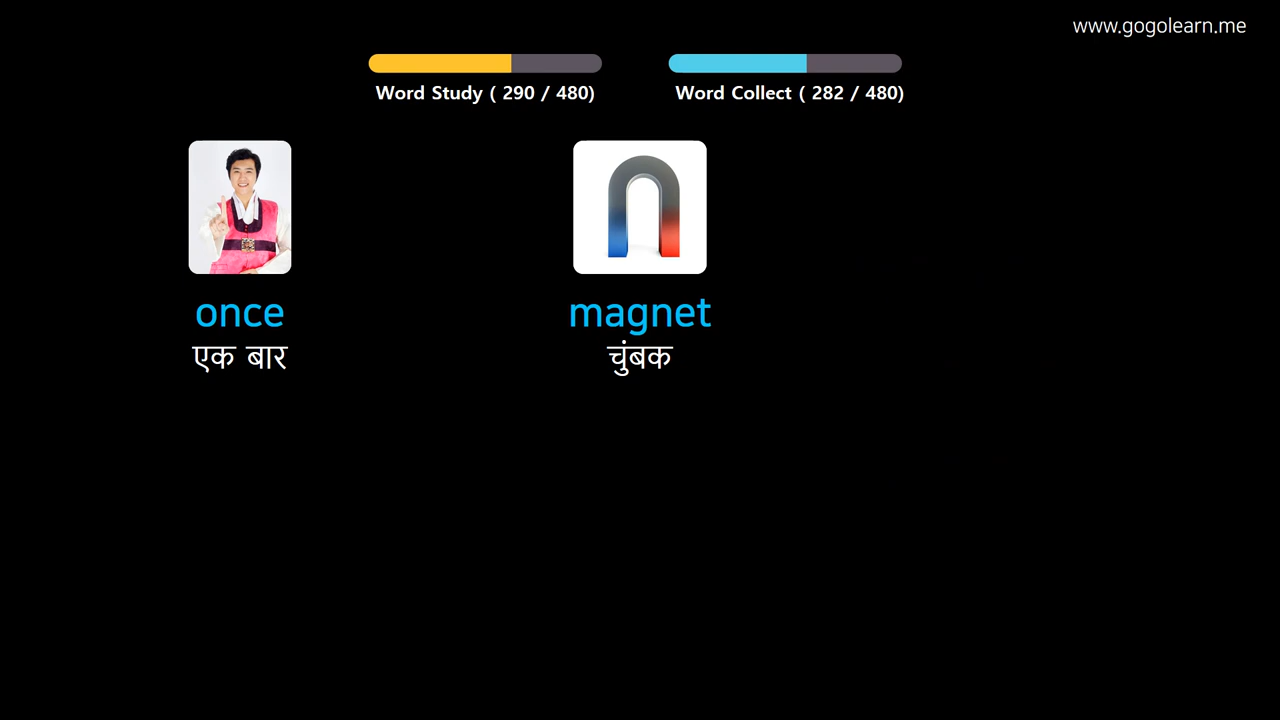 www.gogolearn.me
Word Study ( 290 / 480)
Word Collect ( 282 / 480)
once
magnet
एक बार
चुंबक